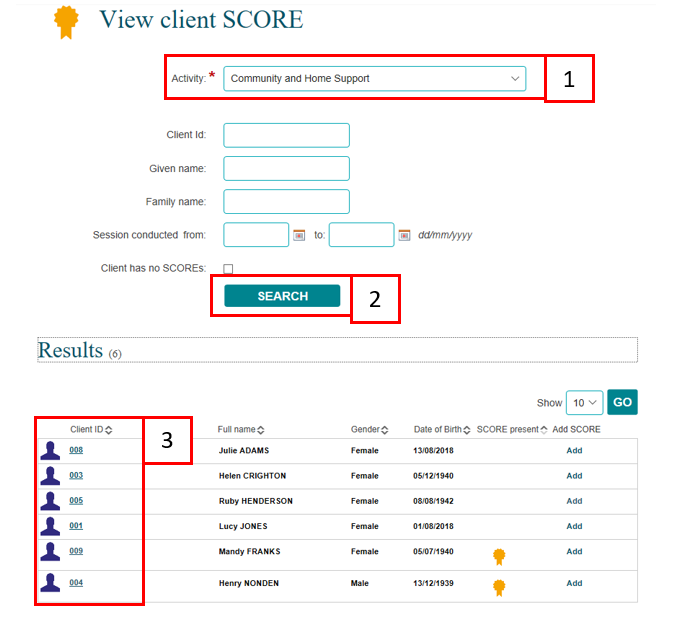 View client SCORE
Activity: * Community and Home Support
1
Client Id:
Given name:
Family name:
Session conducted from: to: dd/mm/yyyy
Client has no SCOREs:
SEARCH
2
Results (6)
Show 10 GO
Client ID 3 Full name Gender Date of Birth SCORE present Add SCORE
008 Julie ADAMS Female 13/08/2018 Add
003 Helen CRIGHTON Female 05/12/1940 Add
005 Ruby HENDERSON Female 08/08/1942 Add
001 Lucy JONES Female 01/08/2018 Add
009 Mandy FRANKS Female 05/07/1940 Add
004 Henry NONDEN Male 13/12/1939 Add